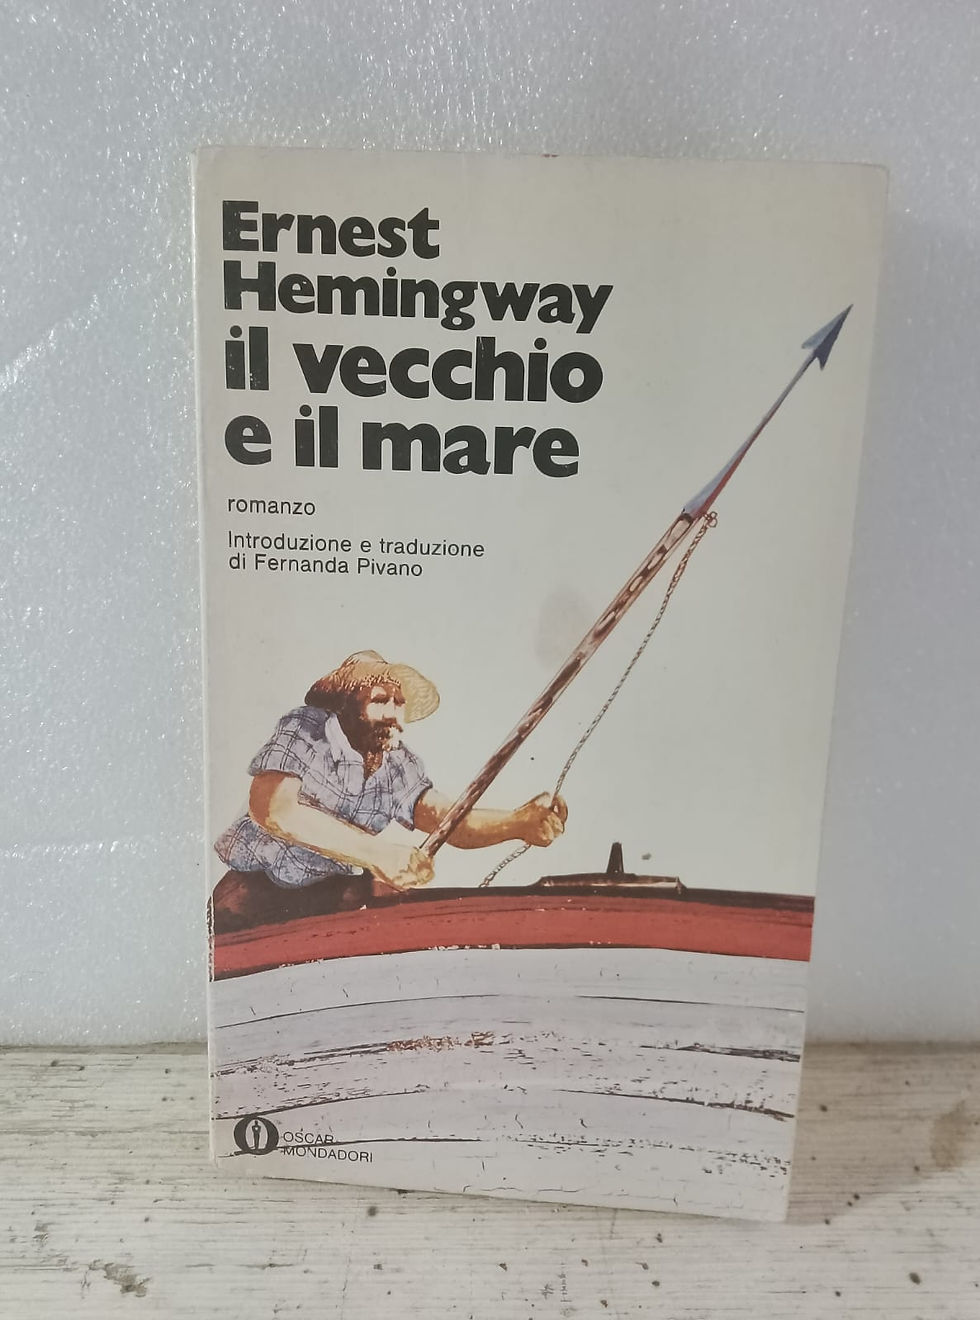 Ernest
Hemingway
il vecchio
e il mare
romanzo
Introduzione e traduzione
di Fernanda Pivano
OSCAR
MONDADORI